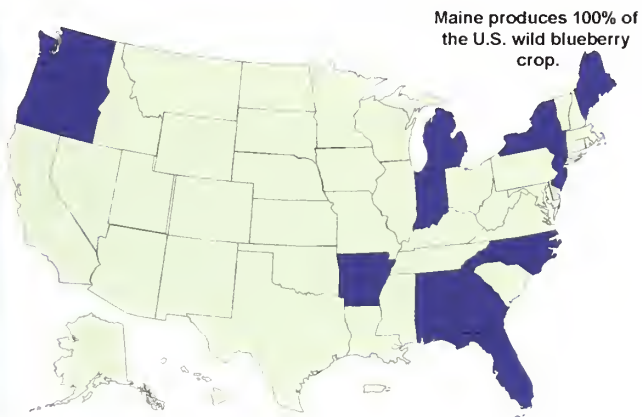 Maine produces 100% of
the U.S. wild blueberry
crop.